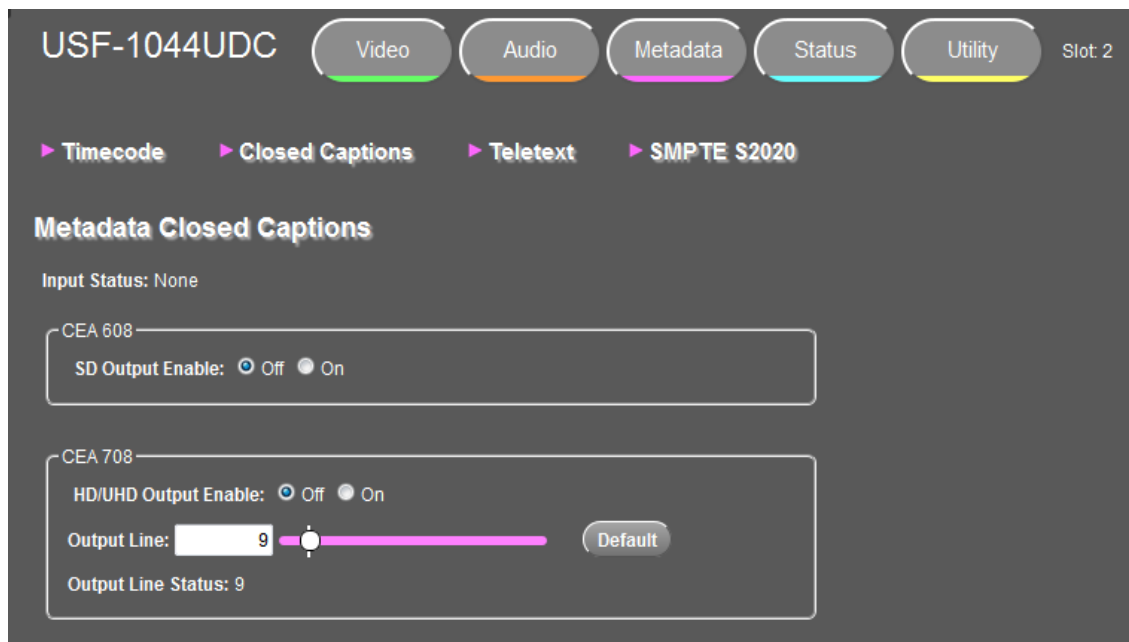 USF-1044UDC Video Audio Metadata Status Utility Slot: 2
Timecode Closed Captions Teletext SMPTE S2020
Metadata Closed Captions
Input Status: None
CEA 608
SD Output Enable: Off On
CEA 708
HD/UHD Output Enable: Off On
Output Line: 9 Default
Output Line Status: 9